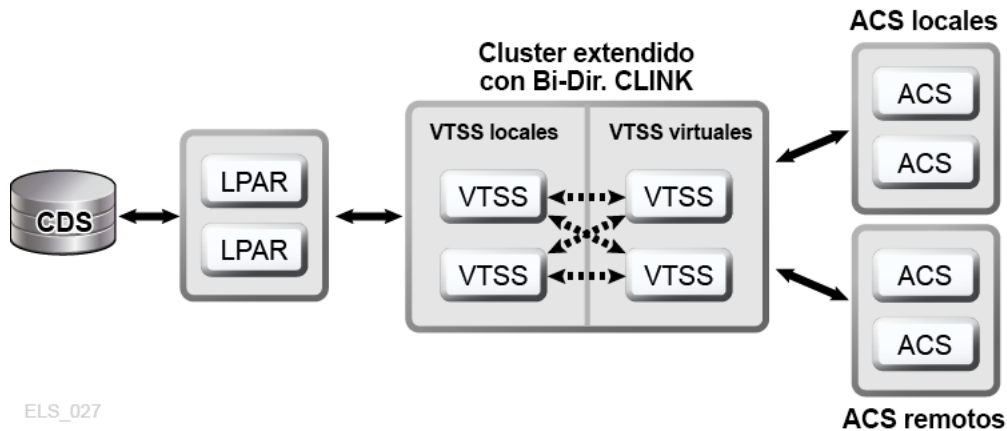 ACS locales
Cluster extendido
con Bi-Dir. CLINK
VTSS locales
VTSS virtuales
CDS
LPAR
LPAR
VTSS
VTSS
VTSS
VTSS
ACS
ACS
ACS
ACS
ACS remotos
ELS_027